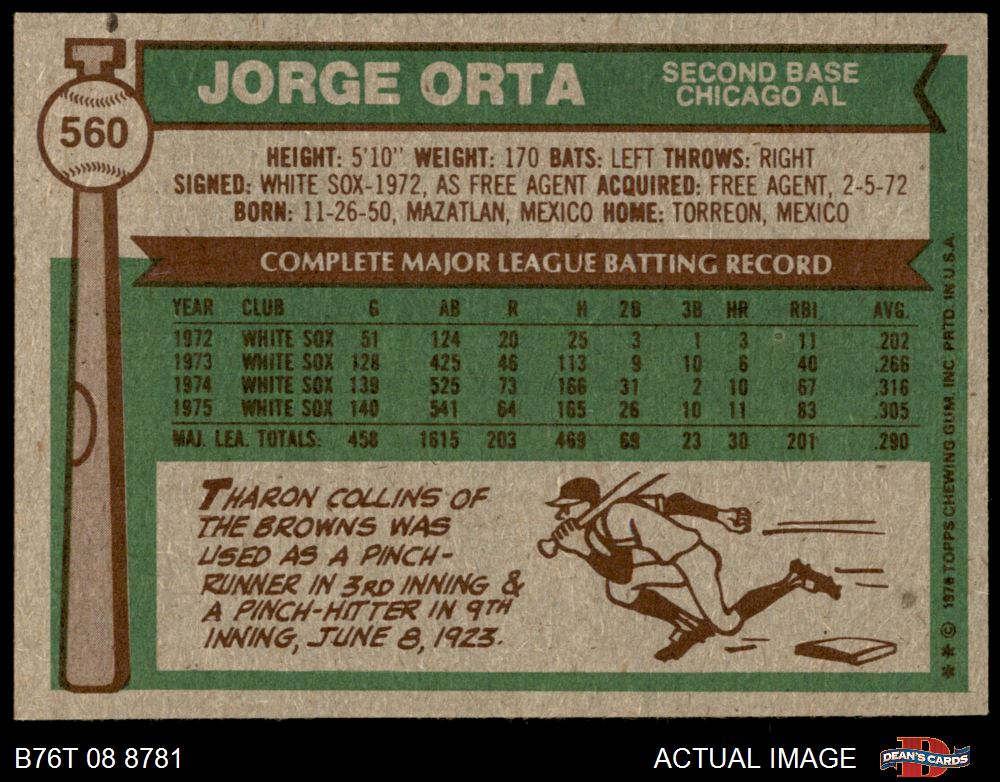 560
JORGE ORTA
SECOND BASE
CHICAGO AL
HEIGHT: 5'10" WEIGHT: 170 BATS: LEFT THROWS: RIGHT
SIGNED: WHITE SOX-1972, AS FREE AGENT ACQUIRED: FREE AGENT, 2-5-72
BORN: 11-26-50, MAZATLAN, MEXICO HOME: TORREON, MEXICO
COMPLETE MAJOR LEAGUE BATTING RECORD
YEAR CLUB G AB R H 2B 3B HR RBI AVG.
1972 WHITE SOX 51 124 20 25 3 1 3 11 .202
1973 WHITE SOX 128 425 46 113 9 10 6 40 .266
1974 WHITE SOX 139 525 73 166 31 2 10 67 .316
1975 WHITE SOX 140 541 64 165 26 10 11 83 .305
MAJ. LEA. TOTALS: 458 1615 203 469 69 23 30 201 .290
THARON COLLINS OF
THE BROWNS WAS
USED AS A PINCH-
RUNNER IN 3RD INNING &
A PINCH-HITTER IN 9TH
INNING, JUNE 8, 1923.
** © 1976 TOPPS CHEWING GUM, INC PRTD. IN U.S.A.
B76T 08 8781
ACTUAL IMAGE
DEAN'S CARDS